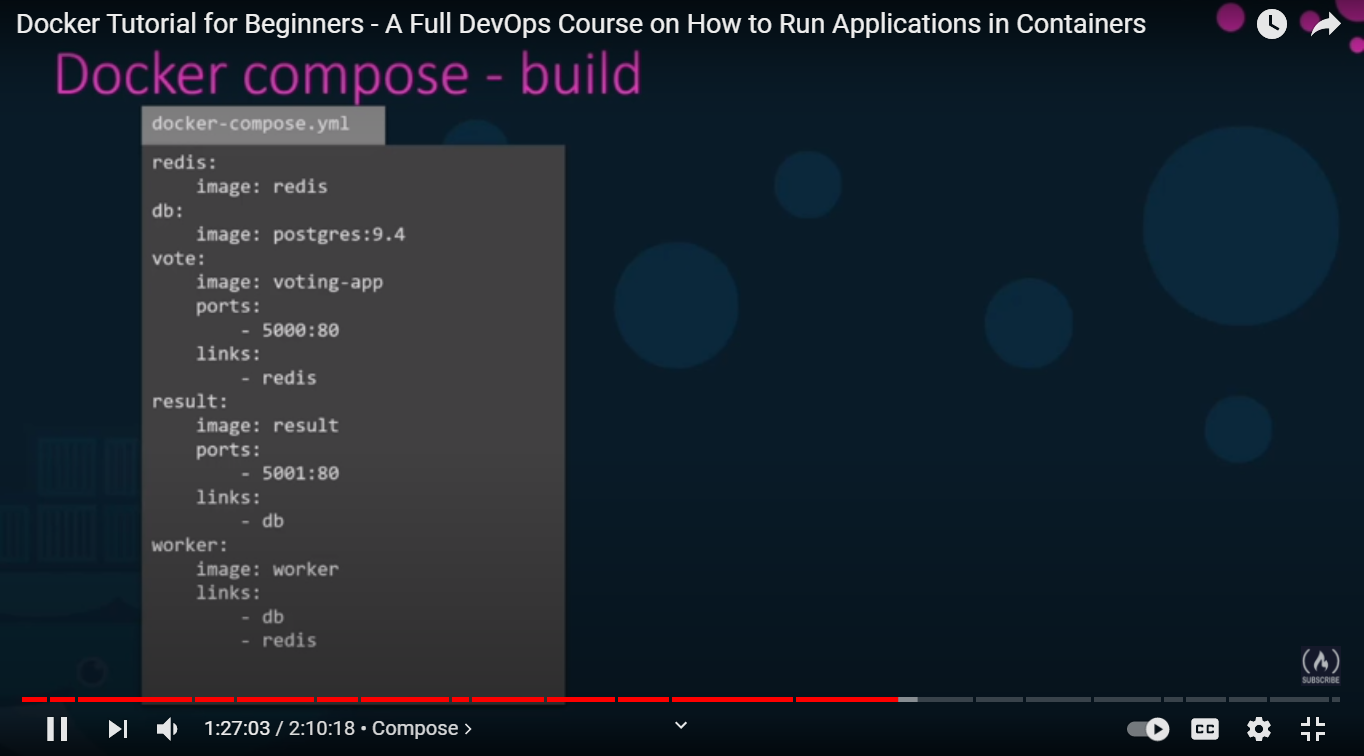 Docker Tutorial for Beginners - A Full DevOps Course on How to Run Applications in Containers
Docker compose - build
docker-compose.yml
redis:
    image: redis
db:
    image: postgres:9.4
vote:
    image: voting-app
    ports:
        - 5000:80
    links:
        - redis
result:
    image: result
    ports:
        - 5001:80
    links:
        - db
worker:
    image: worker
    links:
        - db
        - redis
SUBSCRIBE
1:27:03 / 2:10:18 • Compose ›
CC